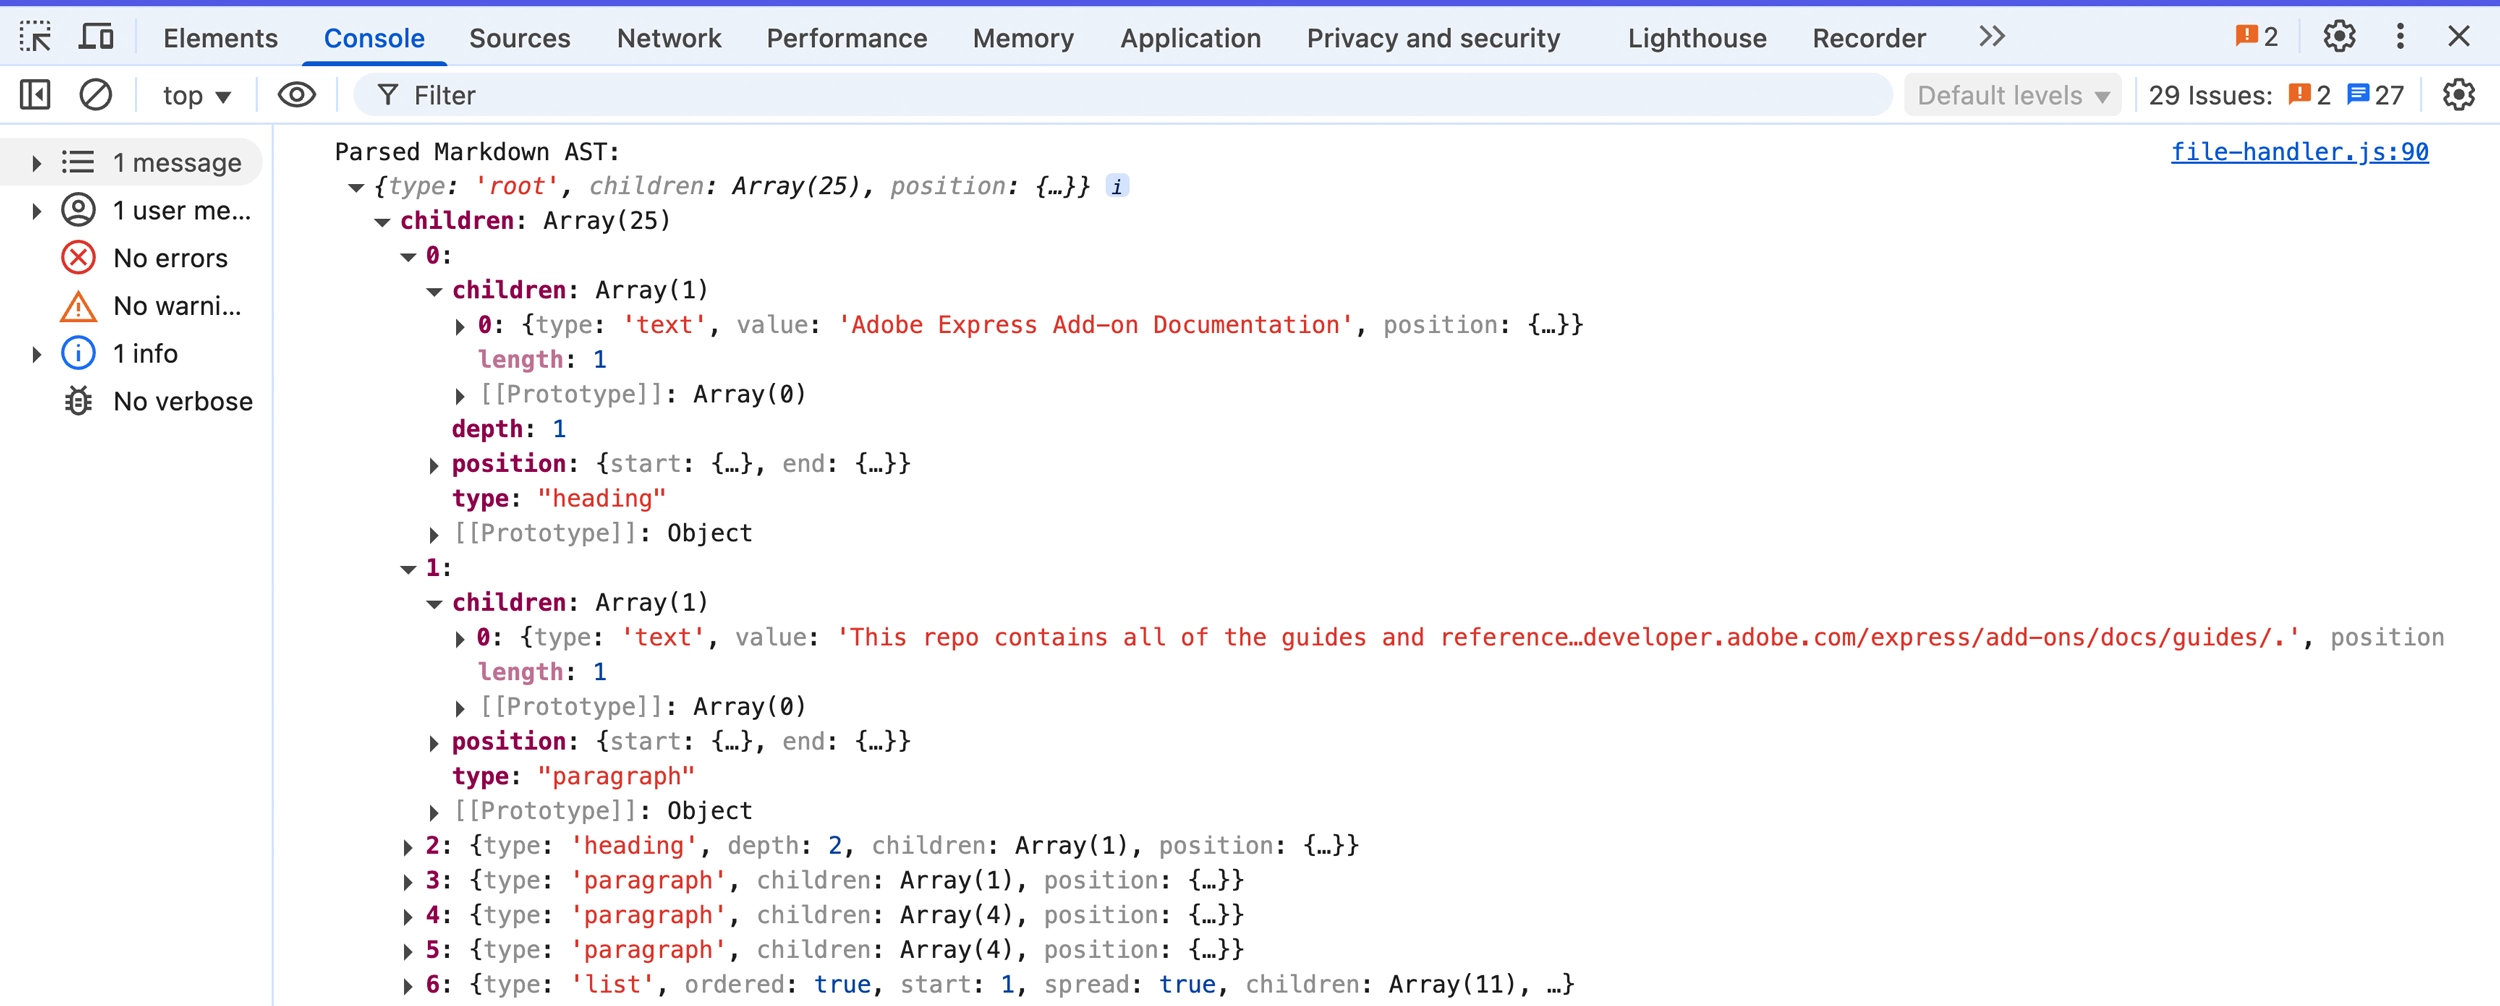 Elements Console Sources Network Performance Memory Application Privacy and security Lighthouse Recorder 2
top Filter Default levels 29 Issues: 2 27
1 message
1 user me…
No errors
No warni…
1 info
No verbose
Parsed Markdown AST: file-handler.js:90
{type: 'root', children: Array(25), position: {…}} i
children: Array(25)
0:
children: Array(1)
0: {type: 'text', value: 'Adobe Express Add-on Documentation', position: {…}}
length: 1
[[Prototype]]: Array(0)
depth: 1
position: {start: {…}, end: {…}}
type: "heading"
[[Prototype]]: Object
1:
children: Array(1)
0: {type: 'text', value: 'This repo contains all of the guides and reference…developer.adobe.com/express/add-ons/docs/guides/.', position
length: 1
[[Prototype]]: Array(0)
position: {start: {…}, end: {…}}
type: "paragraph"
[[Prototype]]: Object
2: {type: 'heading', depth: 2, children: Array(1), position: {…}}
3: {type: 'paragraph', children: Array(1), position: {…}}
4: {type: 'paragraph', children: Array(4), position: {…}}
5: {type: 'paragraph', children: Array(4), position: {…}}
6: {type: 'list', ordered: true, start: 1, spread: true, children: Array(11), …}